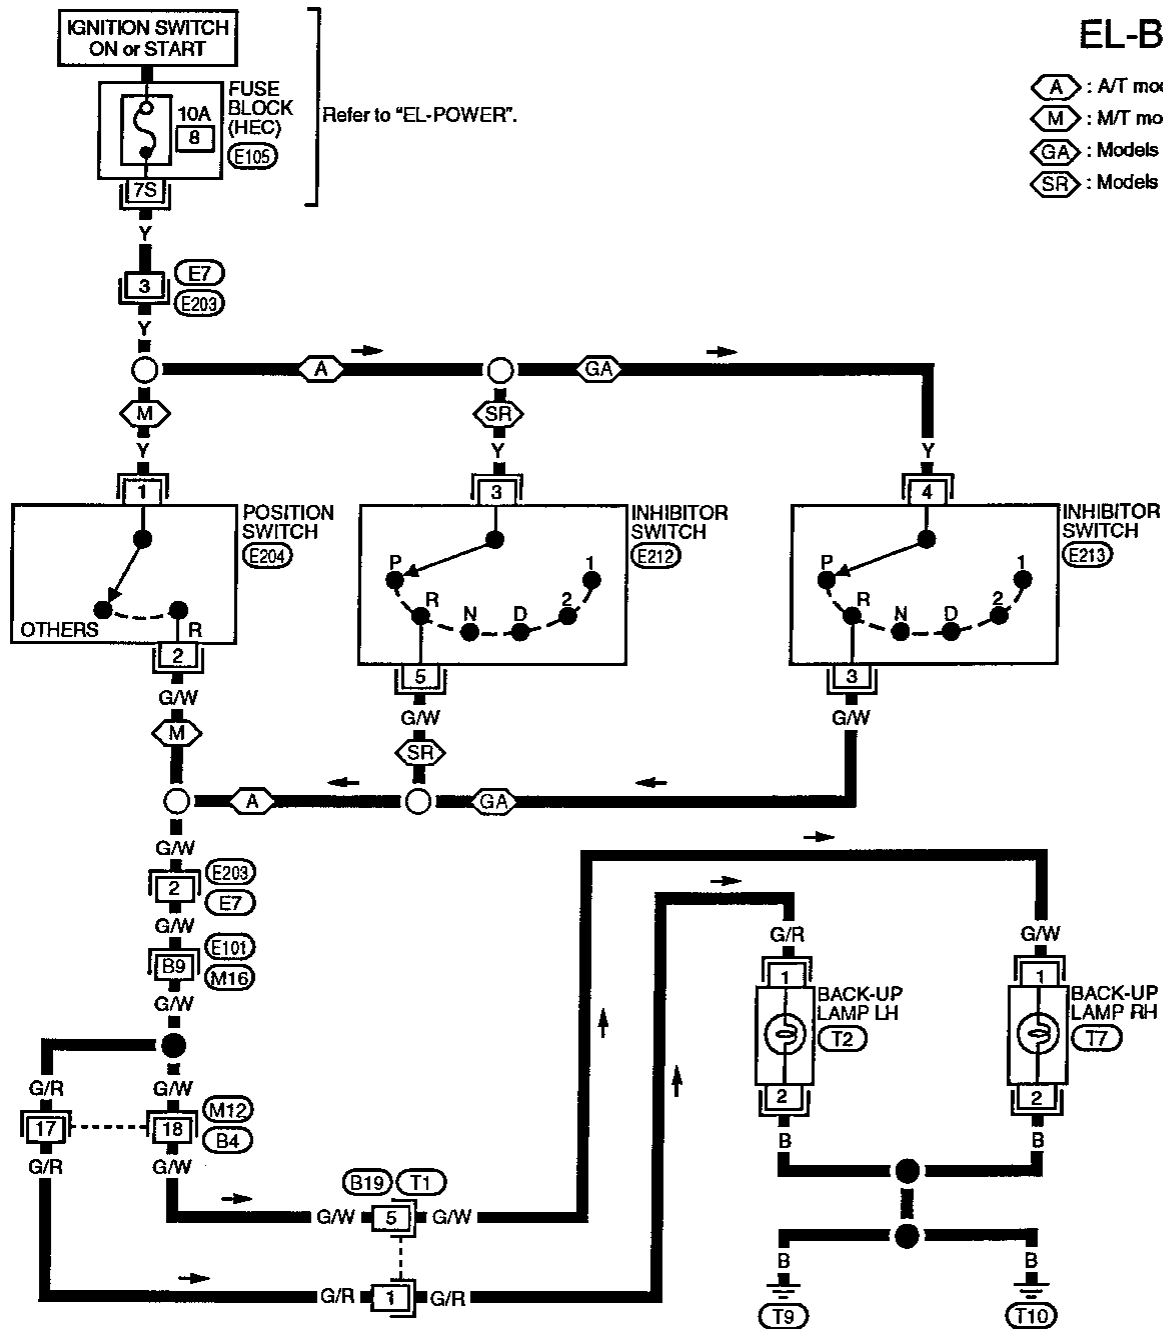 IGNITION SWITCH
ON or START
FUSE
BLOCK
(HEC)
E105
10A
8
7S
Refer to "EL-POWER".
EL-B
A : A/T mod
M : M/T mo
GA : Models
SR : Models
Y
3
E7
E203
Y
A
GA
M
SR
Y
Y
Y
1
3
4
POSITION
SWITCH
E204
OTHERS
R
2
INHIBITOR
SWITCH
E212
P
R
N
D
2
1
5
INHIBITOR
SWITCH
E213
P
R
N
D
2
1
3
G/W
G/W
G/W
M
SR
A
GA
G/W
2
E203
E7
G/W
B9
E101
M16
G/W
G/R
G/W
17
18
M12
B4
G/R
G/W
B19
T1
G/W
5
G/W
G/R
1
G/R
G/R
G/W
1
BACK-UP
LAMP LH
T2
2
1
BACK-UP
LAMP RH
T7
2
B
B
B
B
T9
T10